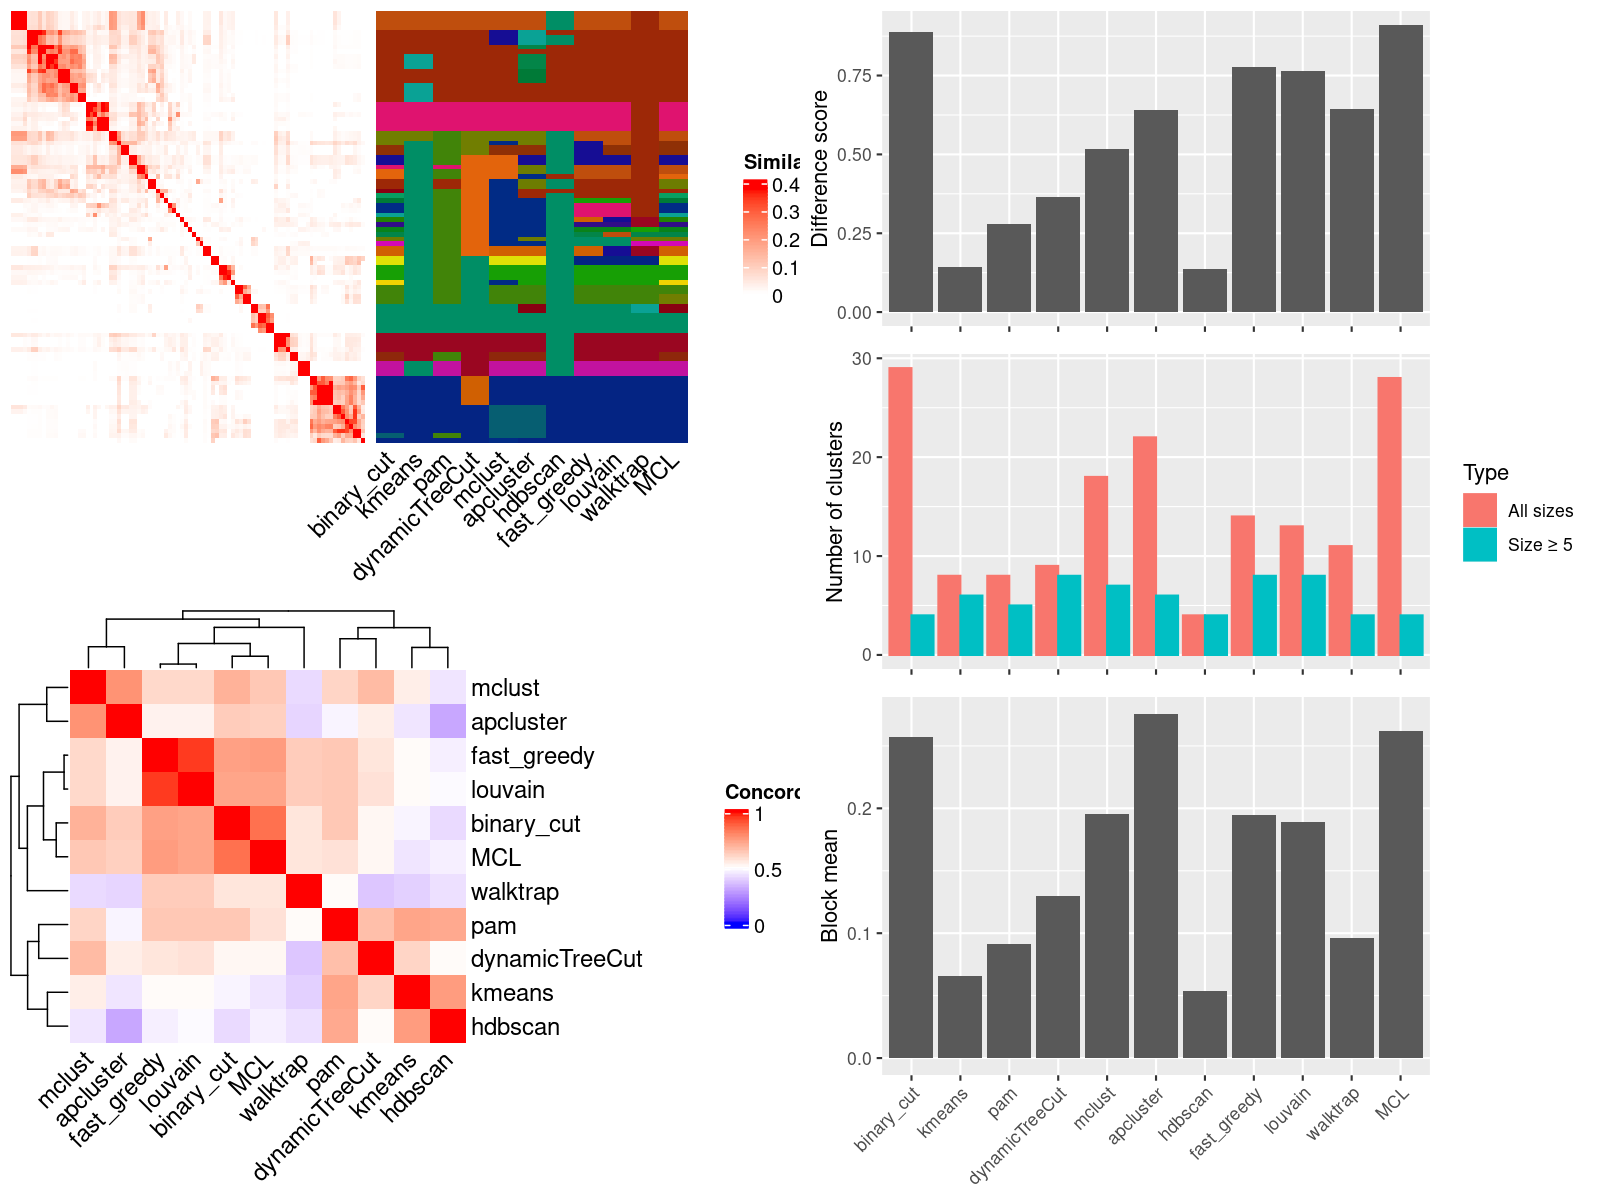 Simila
0.4
0.3
0.2
0.1
0
binary_cut
kmeans
pam
dynamicTreeCut
mclust
apcluster
hdbscan
fast_greedy
louvain
walktrap
MCL
Difference score
0.75
0.50
0.25
0.00
Number of clusters
30
20
10
0
Type
All sizes
Size ≥ 5
mclust
apcluster
fast_greedy
louvain
binary_cut
MCL
walktrap
pam
dynamicTreeCut
kmeans
hdbscan
mclust
apcluster
fast_greedy
louvain
binary_cut
MCL
walktrap
pam
dynamicTreeCut
kmeans
hdbscan
Concord
1
0.5
0
Block mean
0.2
0.1
0.0
binary_cut
kmeans
pam
dynamicTreeCut
mclust
apcluster
hdbscan
fast_greedy
louvain
walktrap
MCL